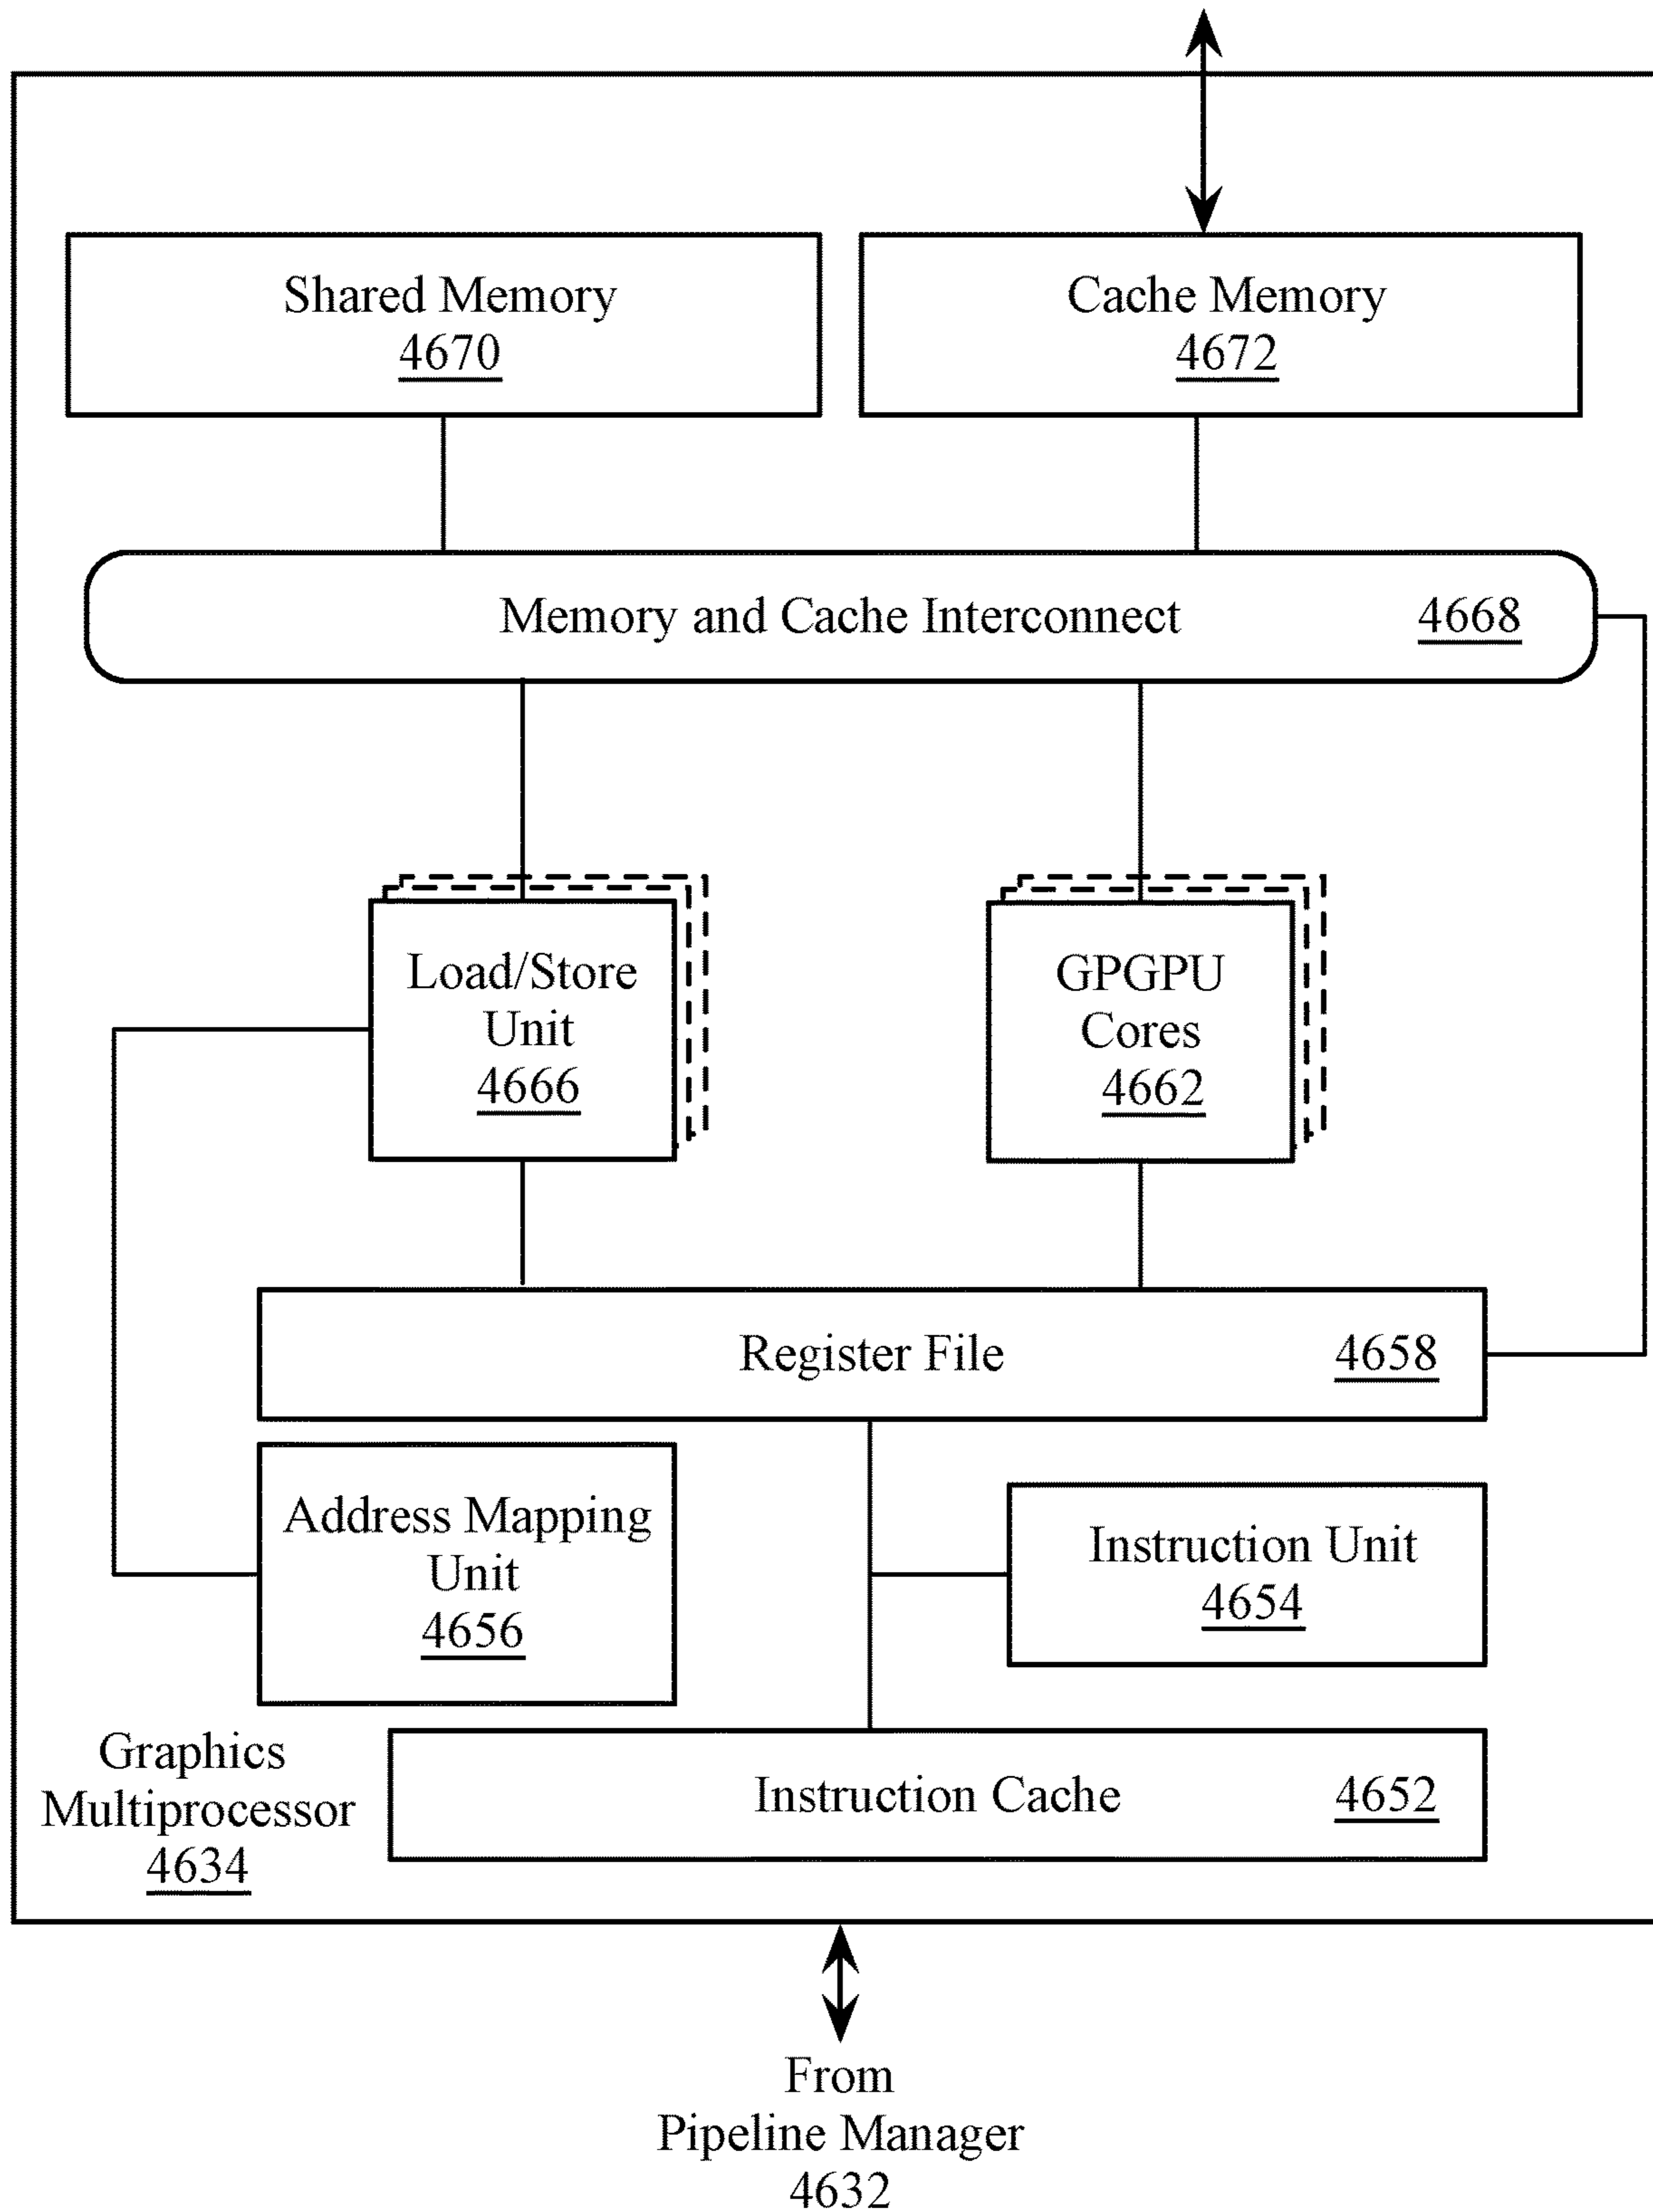 Shared Memory
4670
Cache Memory
4672
Memory and Cache Interconnect 4668
Load/Store
Unit
4666
GPGPU
Cores
4662
Register File 4658
Address Mapping
Unit
4656
Instruction Unit
4654
Graphics
Multiprocessor
4634
Instruction Cache 4652
From
Pipeline Manager
4632